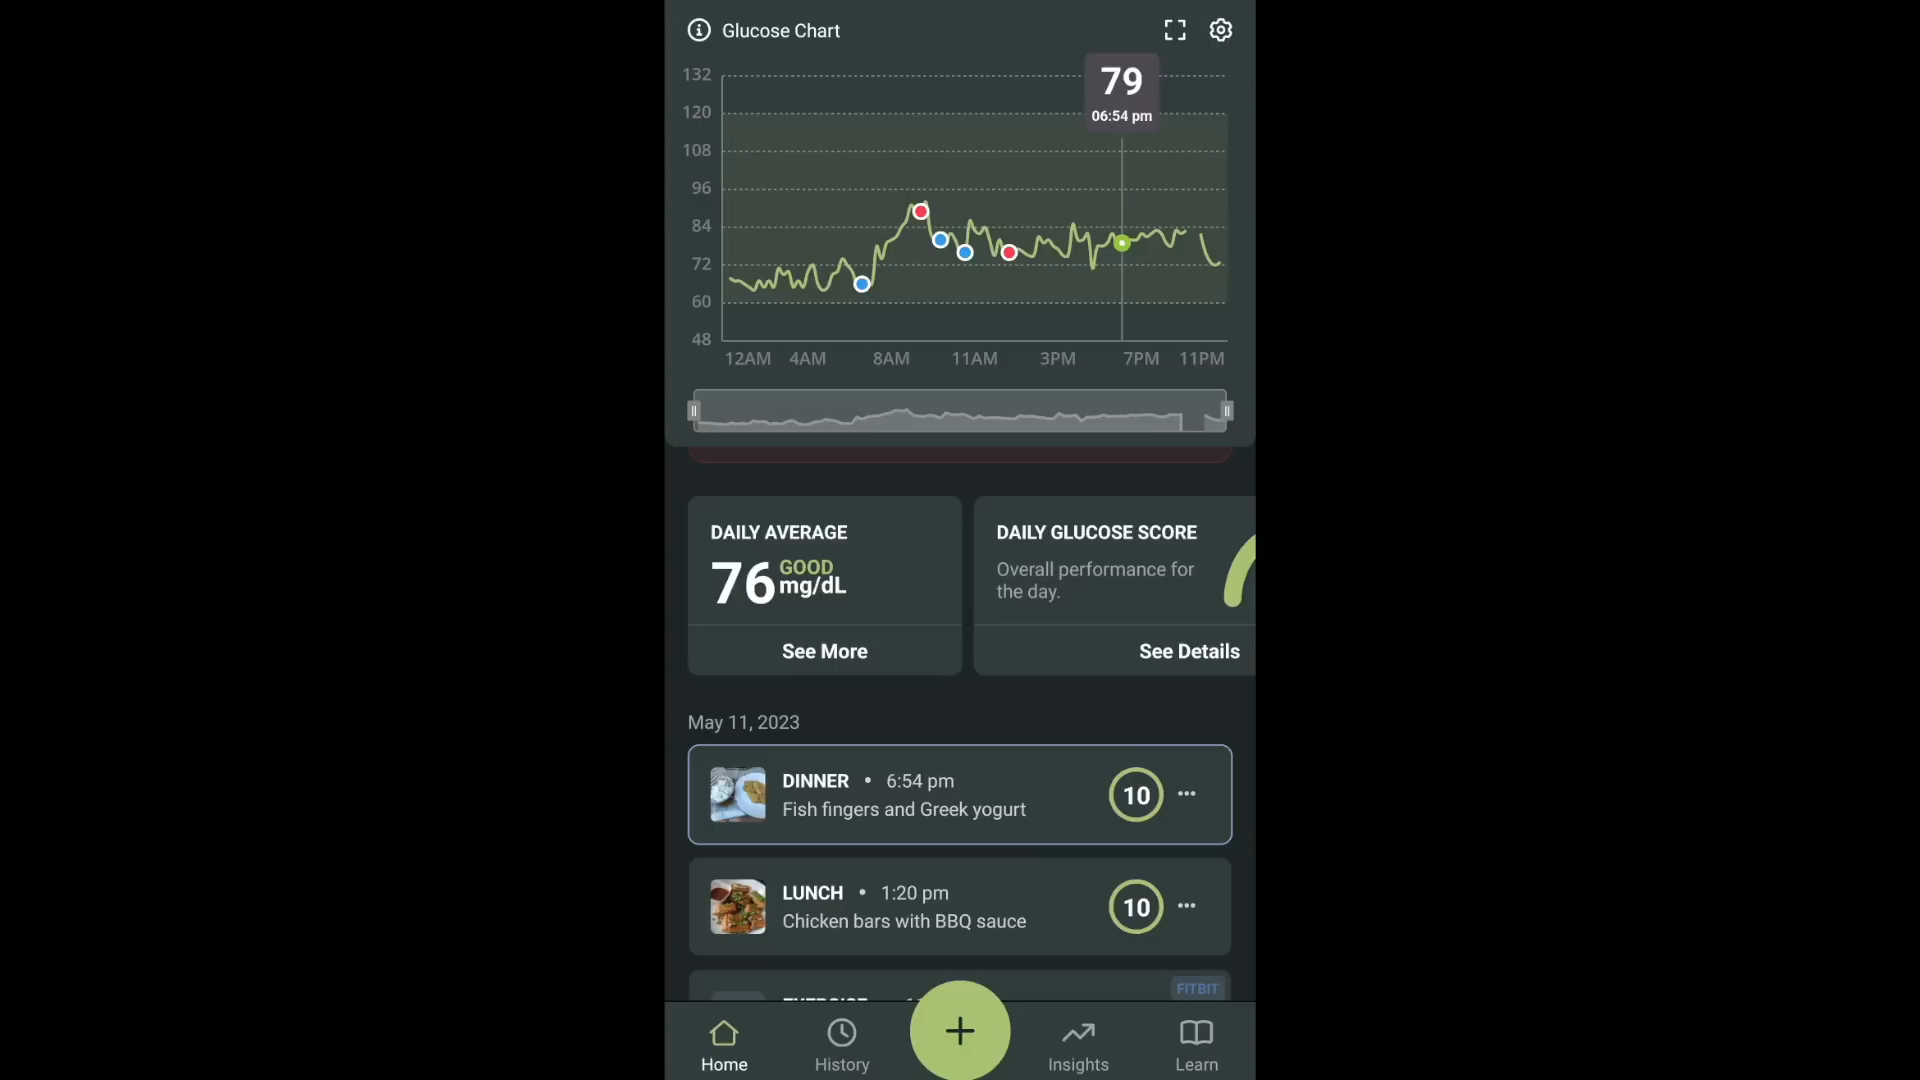 Glucose Chart
79
06:54 pm
132
120
108
96
84
72
60
48
12AM 4AM 8AM 11AM 3PM 7PM 11PM
DAILY AVERAGE
76 GOOD
mg/dL
See More
DAILY GLUCOSE SCORE
Overall performance for
the day.
See Details
May 11, 2023
DINNER • 6:54 pm
Fish fingers and Greek yogurt
10
LUNCH • 1:20 pm
Chicken bars with BBQ sauce
10
EXERCISE
FITBIT
Home
History
Insights
Learn